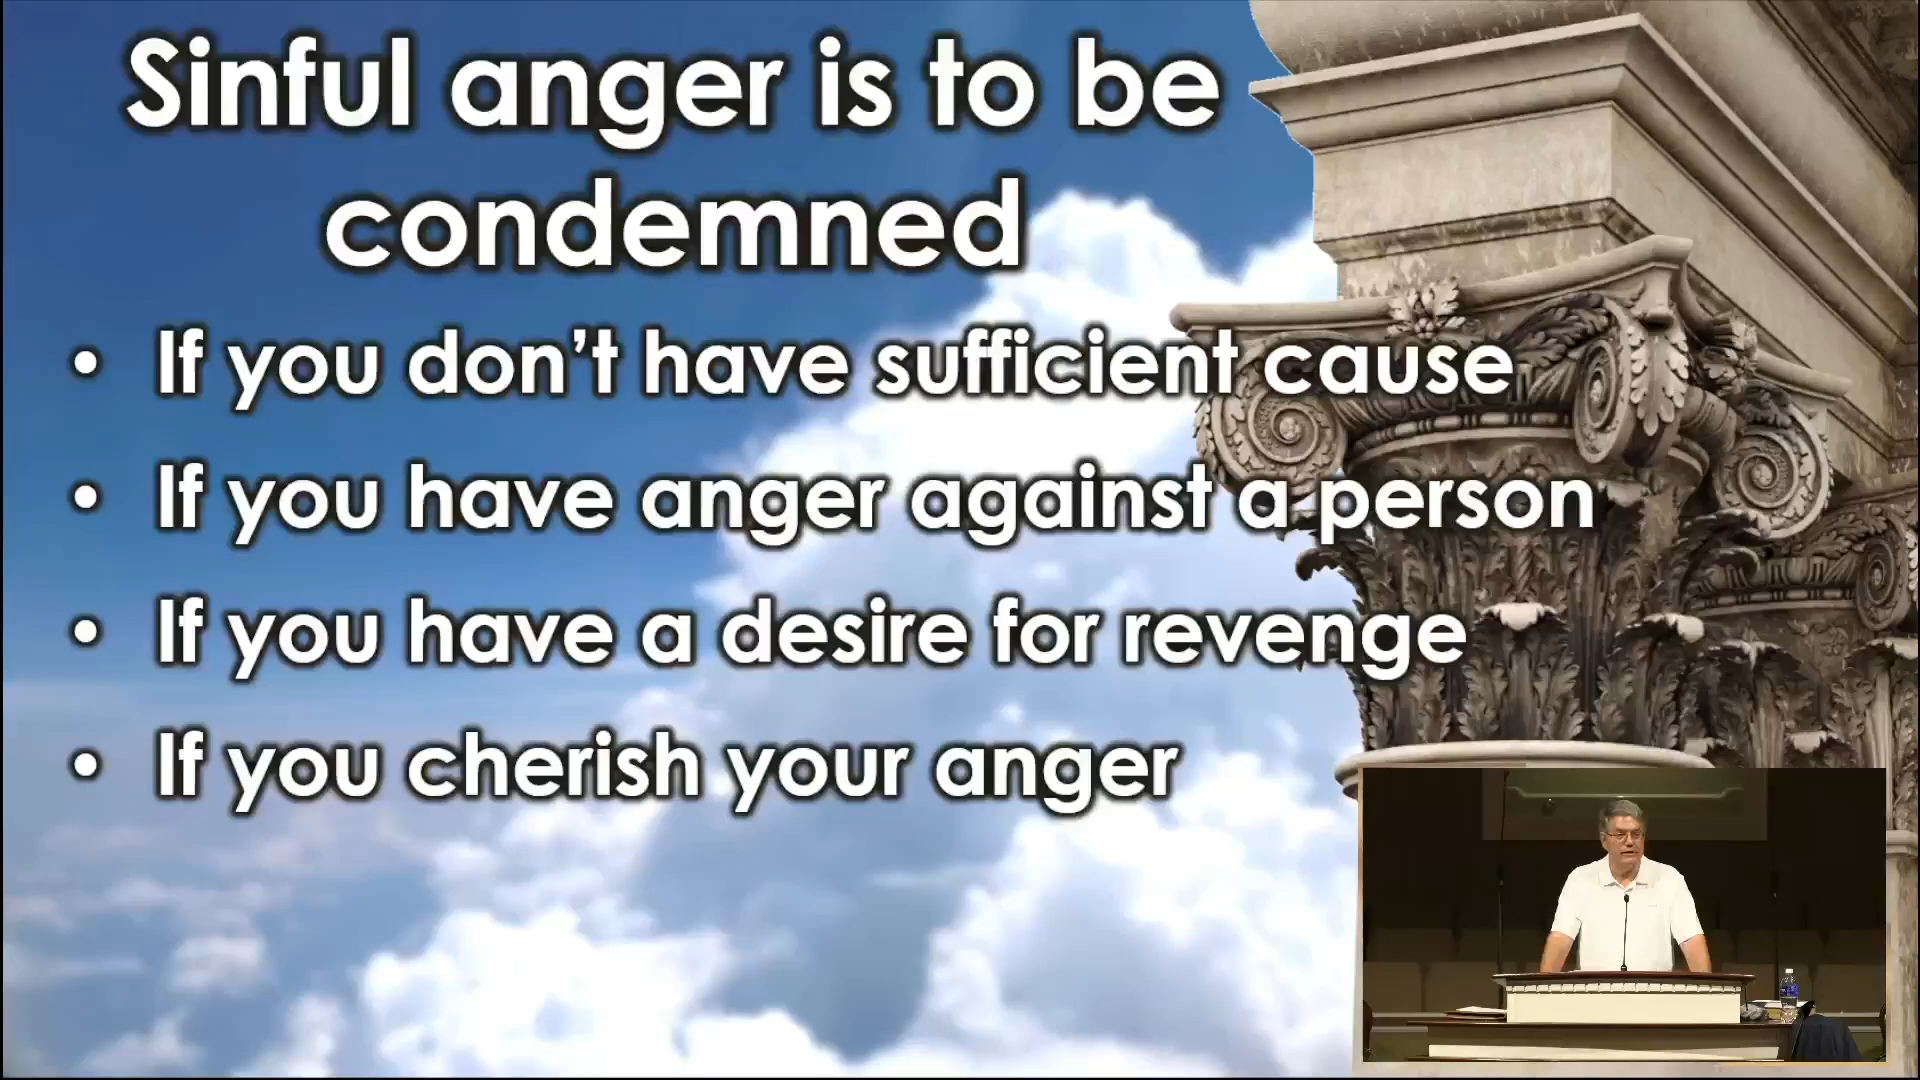 Sinful anger is to be
condemned
• If you don’t have sufficient cause
• If you have anger against a person
• If you have a desire for revenge
• If you cherish your anger